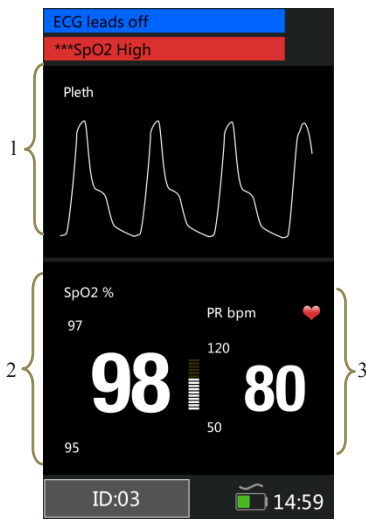 ECG leads off
***SpO2 High
1
Pleth
2
SpO2 %
97
98
95
PR bpm
120
80
50
3
ID:03
14:59